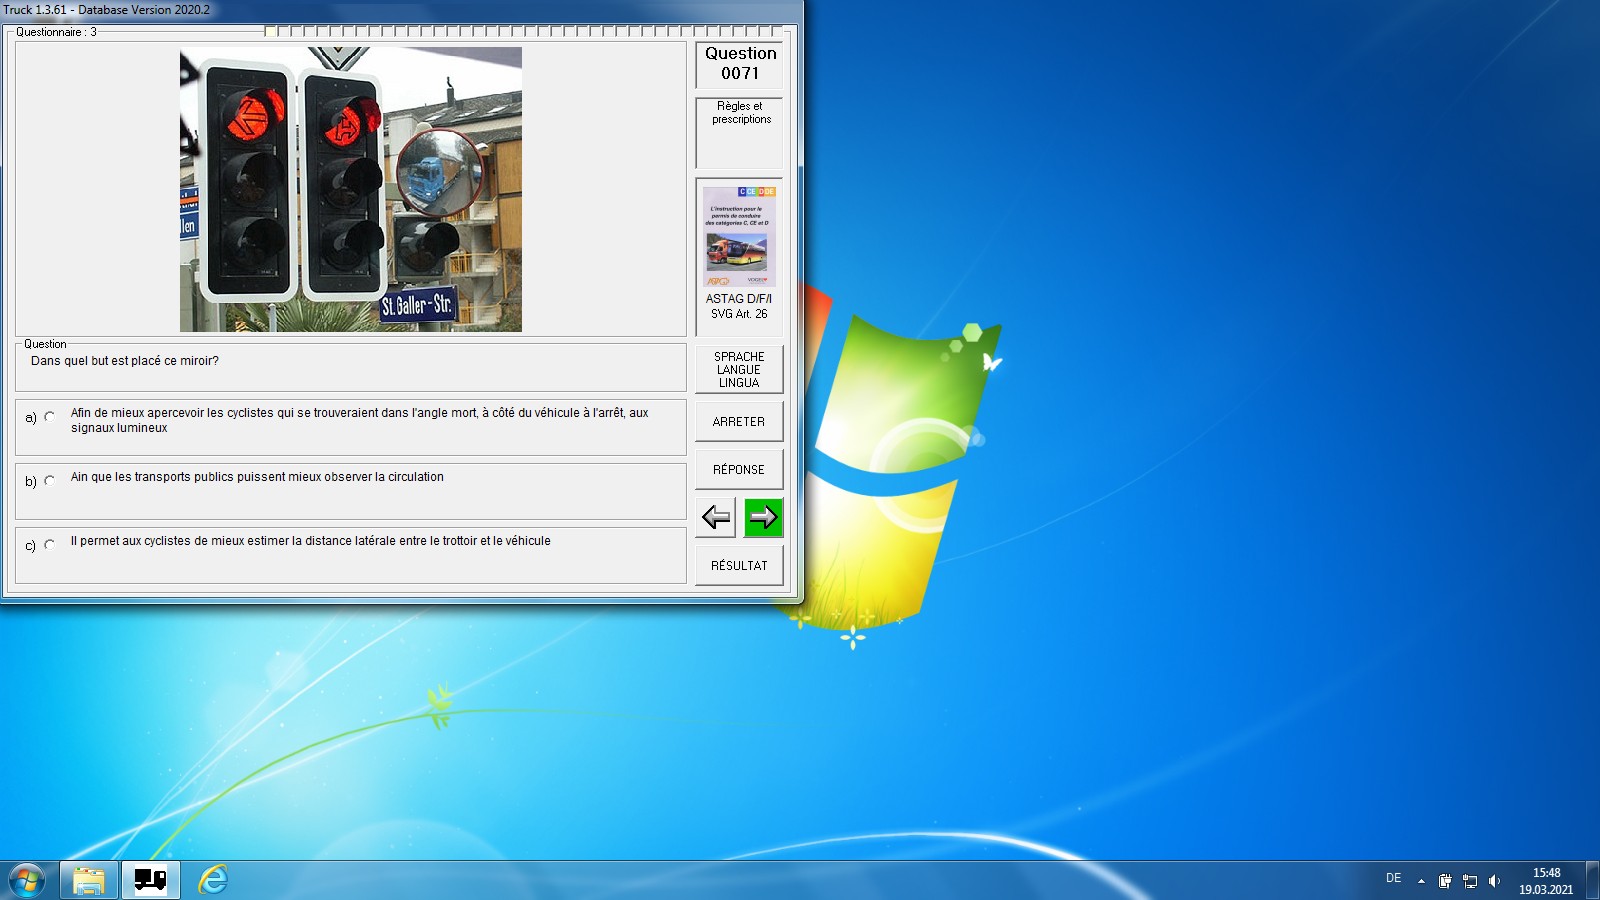 Truck 1.3.61 - Database Version 2020.2
Questionnaire : 3
Question
0071
Règles et
prescriptions
C CE D DE
L'instruction pour le
permis de conduire
des catégories C, CE et D
ASTAG D/F/I
SVG Art. 26
St. Galler-Str.
Question
Dans quel but est placé ce miroir?
a)
Afin de mieux apercevoir les cyclistes qui se trouveraient dans l'angle mort, à côté du véhicule à l'arrêt, aux
signaux lumineux
b)
Ain que les transports publics puissent mieux observer la circulation
c)
Il permet aux cyclistes de mieux estimer la distance latérale entre le trottoir et le véhicule
SPRACHE
LANGUE
LINGUA
ARRETER
RÉPONSE
RÉSULTAT
DE
15:48
19.03.2021